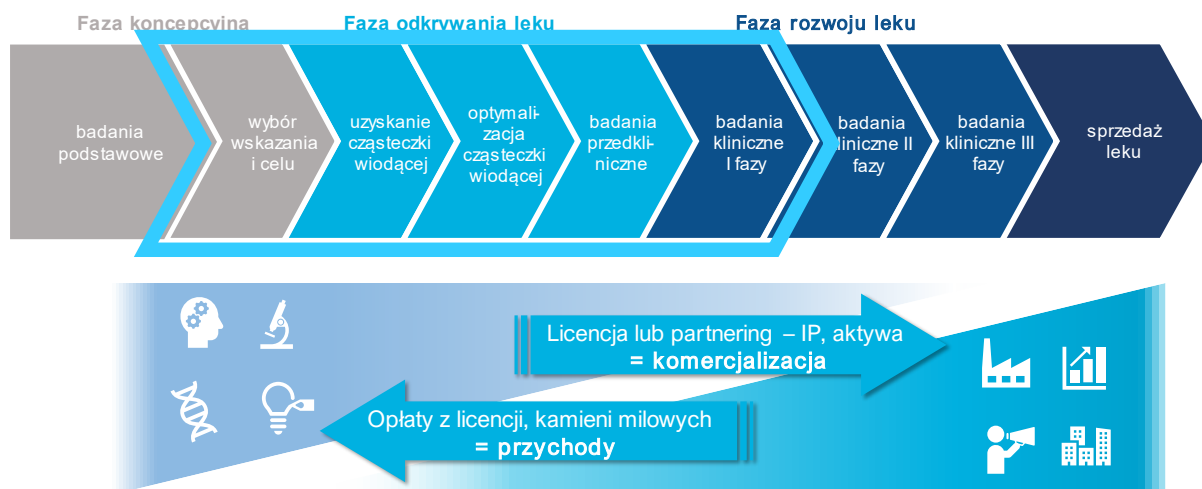 Faza koncepcyjna
Faza odkrywania leku
Faza rozwoju leku
badania
podstawowe
wybór
wskazania
i celu
uzyskanie
cząsteczki
wiodącej
optymali-
zacja
cząsteczki
wiodącej
badania
przedkli-
niczne
badania
kliniczne
I fazy
badania
kliniczne II
fazy
badania
kliniczne III
fazy
sprzedaż
leku
Licencja lub partnering – IP, aktywa
= komercjalizacja
Opłaty z licencji, kamieni milowych
= przychody